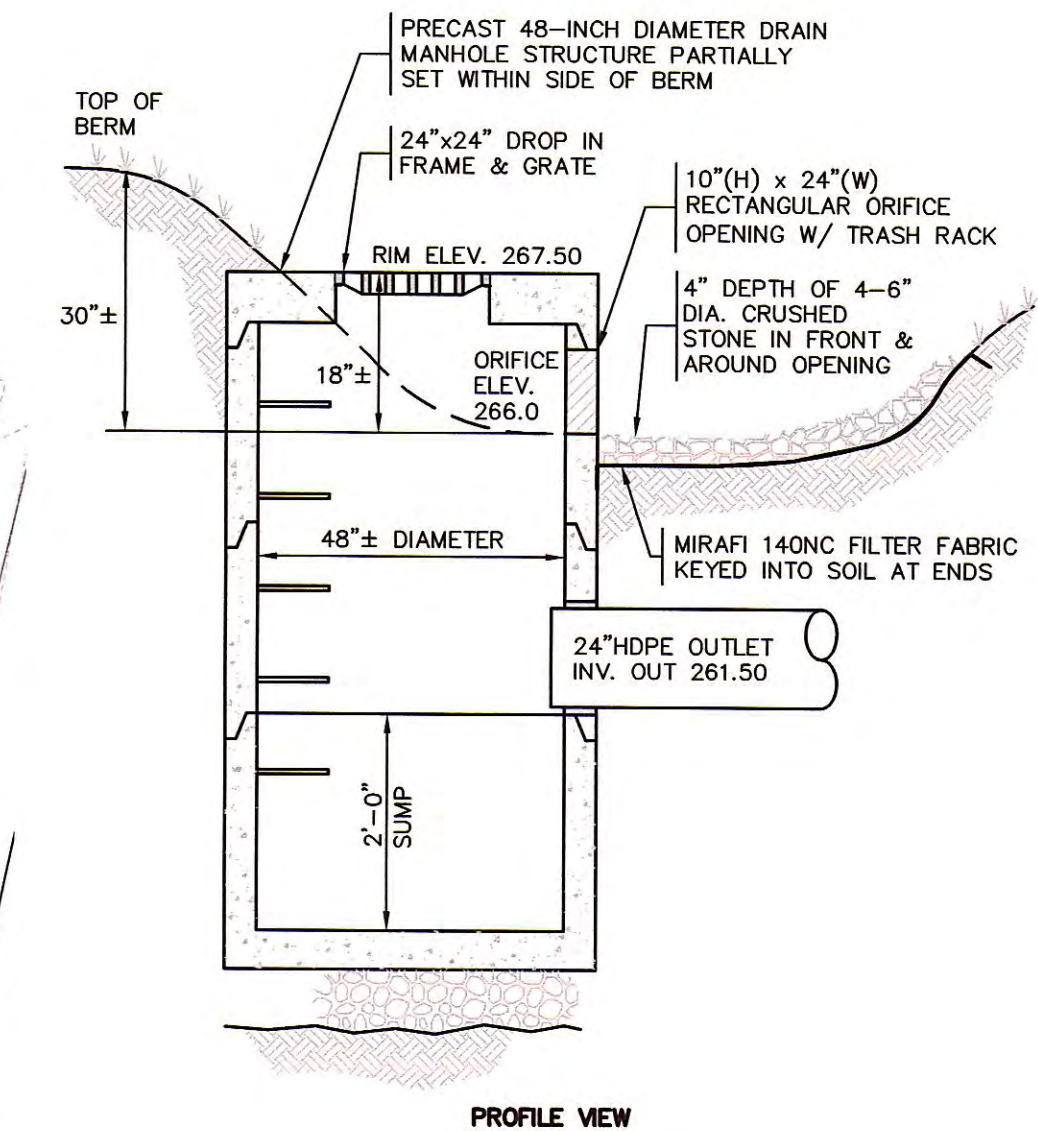 PRECAST 48-INCH DIAMETER DRAIN
MANHOLE STRUCTURE PARTIALLY
SET WITHIN SIDE OF BERM
TOP OF
BERM
24"x24" DROP IN
FRAME & GRATE
10"(H) x 24"(W)
RECTANGULAR ORIFICE
OPENING W/ TRASH RACK
RIM ELEV. 267.50
4" DEPTH OF 4-6"
DIA. CRUSHED
STONE IN FRONT &
AROUND OPENING
30"±
18"±
ORIFICE
ELEV.
266.0
48"± DIAMETER
MIRAFI 140NC FILTER FABRIC
KEYED INTO SOIL AT ENDS
24"HDPE OUTLET
INV. OUT 261.50
2'-0"
SUMP
PROFILE VIEW